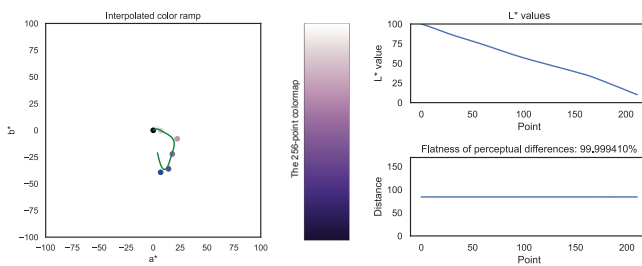 Interpolated color ramp
100
75
50
25
0
−25
−50
−75
−100
−100 −75 −50 −25 0 25 50 75 100
b*
a*
The 256-point colormap
L* values
100
50
0
0 50 100 150 200
L* value
Point
Flatness of perceptual differences: 99.999410%
150
100
50
0
0 50 100 150 200
Distance
Point